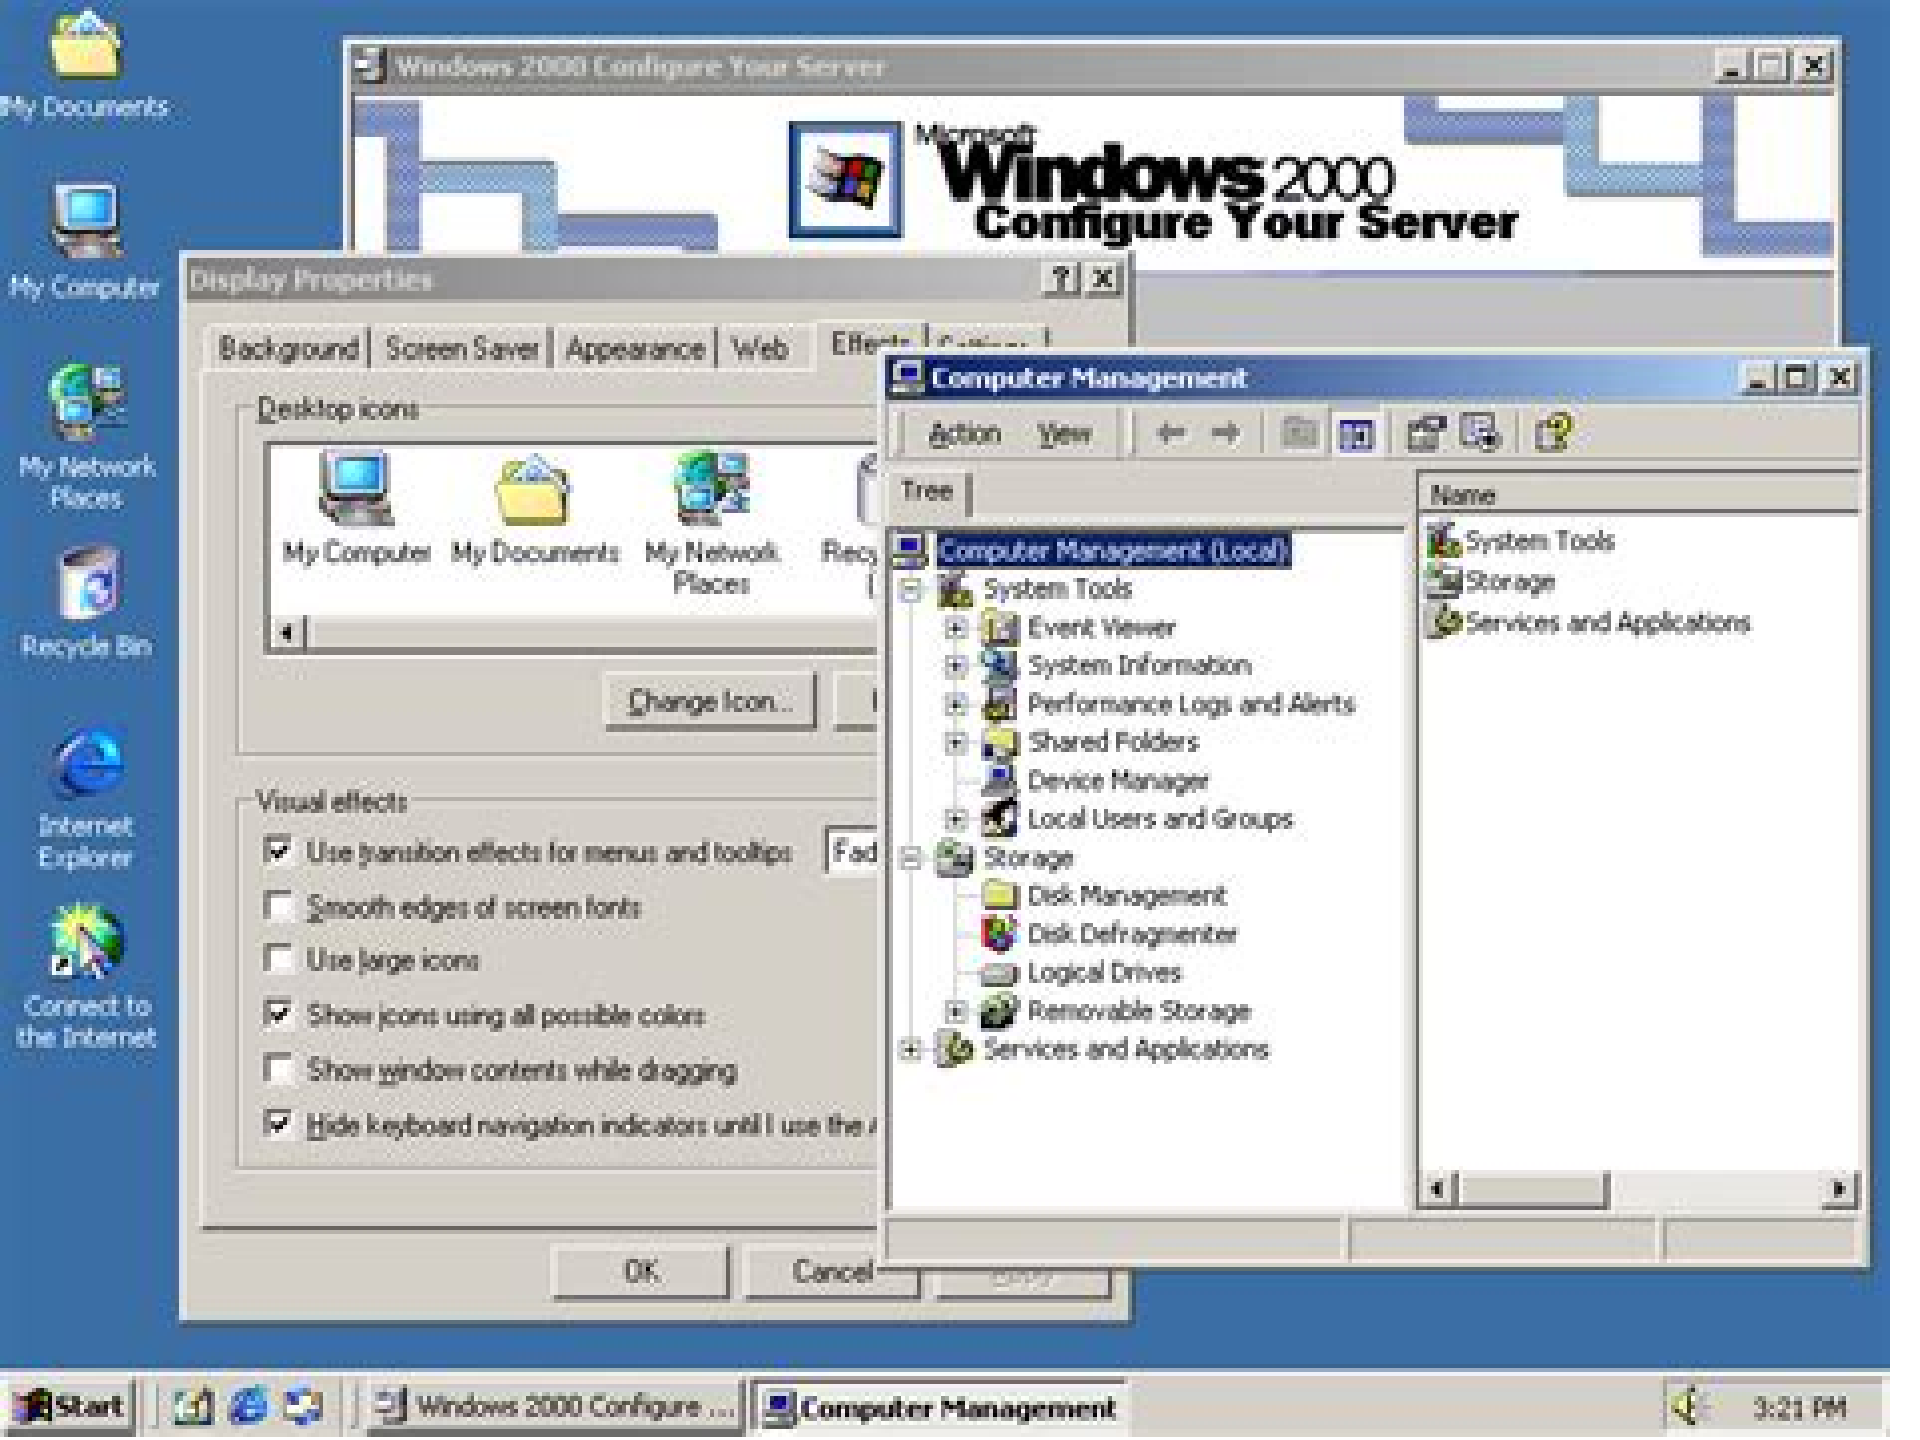 My Documents
My Computer
My Network
Places
Recycle Bin
Internet
Explorer
Connect to
the Internet
Windows 2000 Configure Your Server
Microsoft
Windows 2000
Configure Your Server
Display Properties
Background
Screen Saver
Appearance
Web
Effects
Settings
Desktop icons
My Computer
My Documents
My Network
Places
Recy
Change Icon...
Visual effects
Use transition effects for menus and tooltips
Fad
Smooth edges of screen fonts
Use large icons
Show icons using all possible colors
Show window contents while dragging
Hide keyboard navigation indicators until I use the
OK
Cancel
Computer Management
Action View
Tree
Computer Management (Local)
System Tools
Event Viewer
System Information
Performance Logs and Alerts
Shared Folders
Device Manager
Local Users and Groups
Storage
Disk Management
Disk Defragmenter
Logical Drives
Removable Storage
Services and Applications
Name
System Tools
Storage
Services and Applications
Start
Windows 2000 Configure ...
Computer Management
3:21 PM